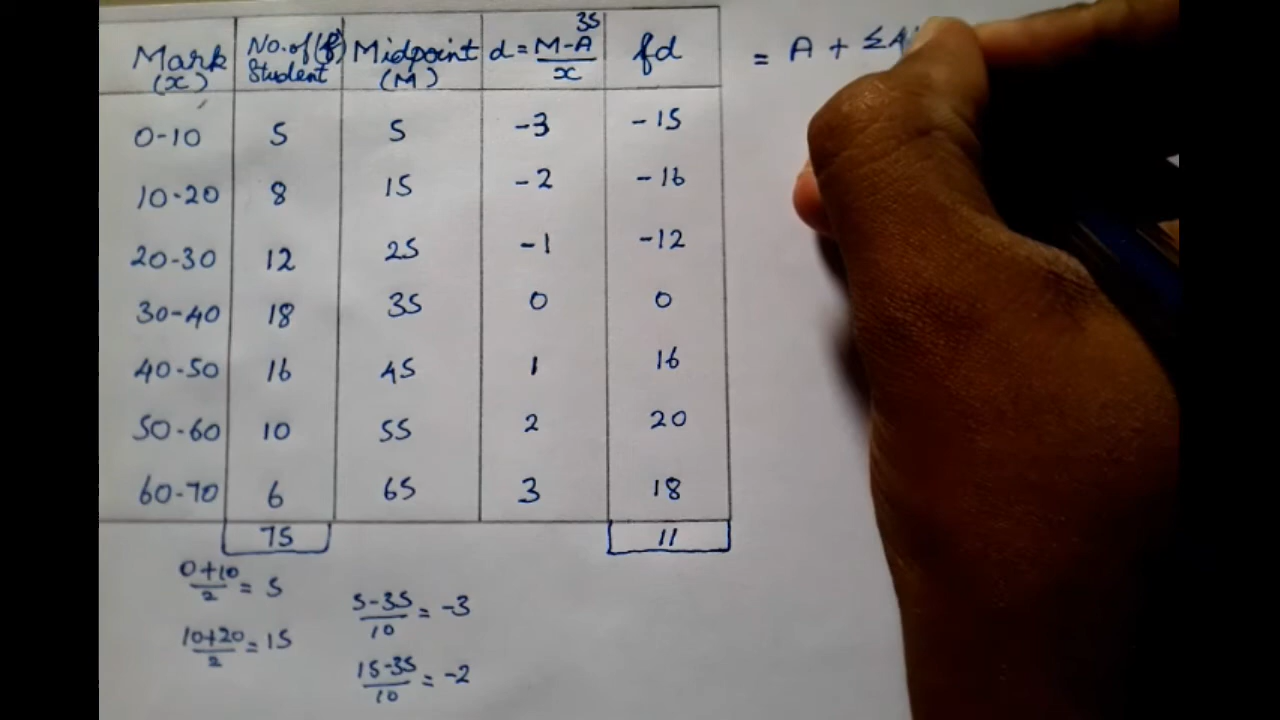 Mark (x) No. of (f) Student Midpoint (M) d = M-A/x 35 fd
0-10 5 5 -3 -15
10-20 8 15 -2 -16
20-30 12 25 -1 -12
30-40 18 35 0 0
40-50 16 45 1 16
50-60 10 55 2 20
60-70 6 65 3 18
75 11
0+10/2 = 5
10+20/2 = 15
5-35/10 = -3
15-35/10 = -2
= A + Σ